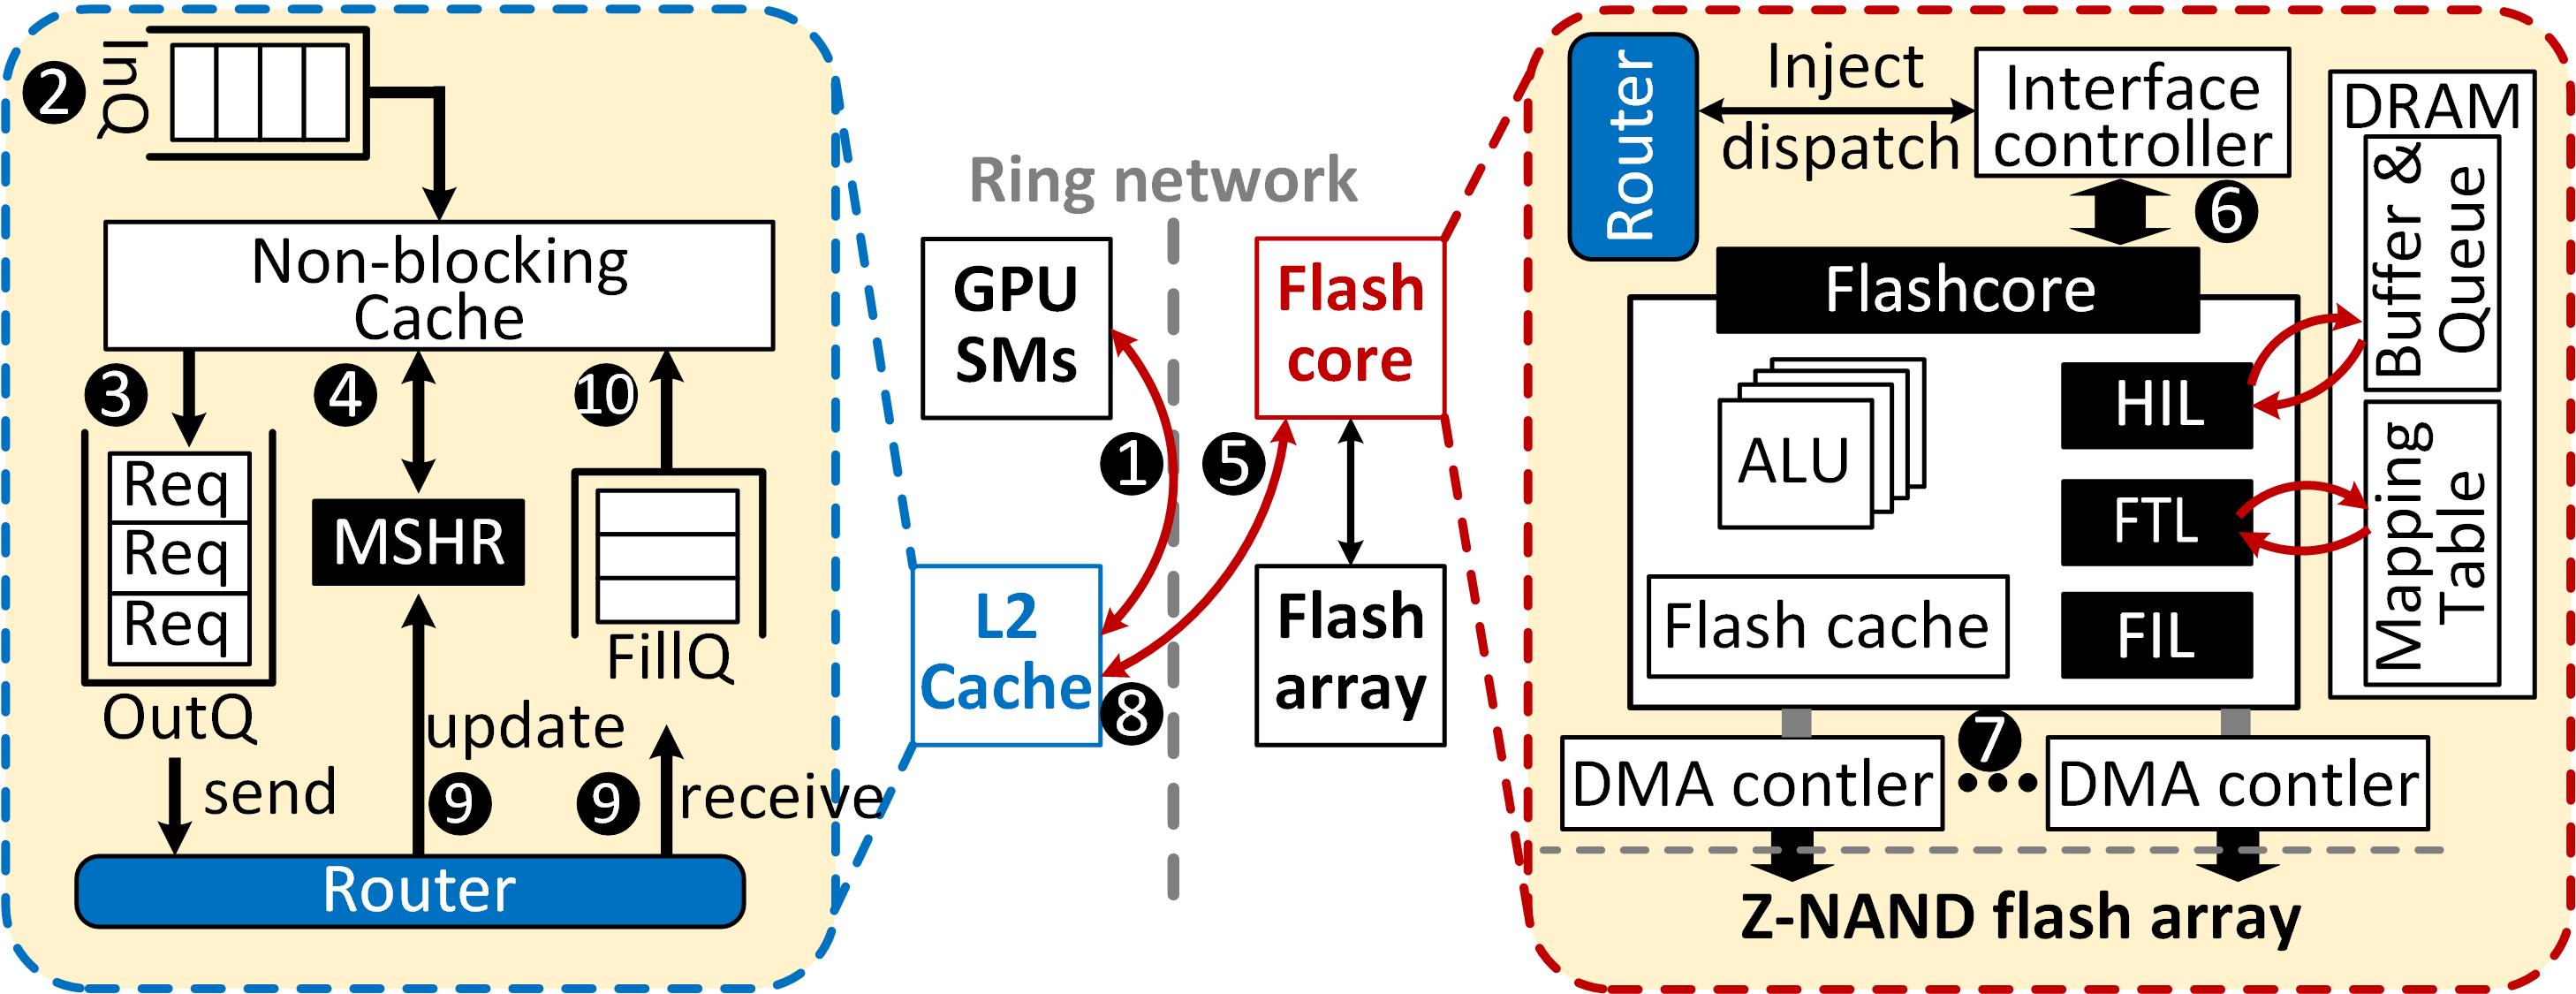 2
InQ
Non-blocking
Cache
3
4
10
Req
Req
Req
MSHR
OutQ
FillQ
send
update
9
9
receive
Router
Ring network
GPU
SMs
Flash
core
1
5
L2
Cache
8
Flash
array
Router
Inject
dispatch
Interface
controller
6
DRAM
Buffer &
Queue
Mapping
Table
Flashcore
ALU
HIL
FTL
FIL
Flash cache
7
DMA contler
DMA contler
Z-NAND flash array